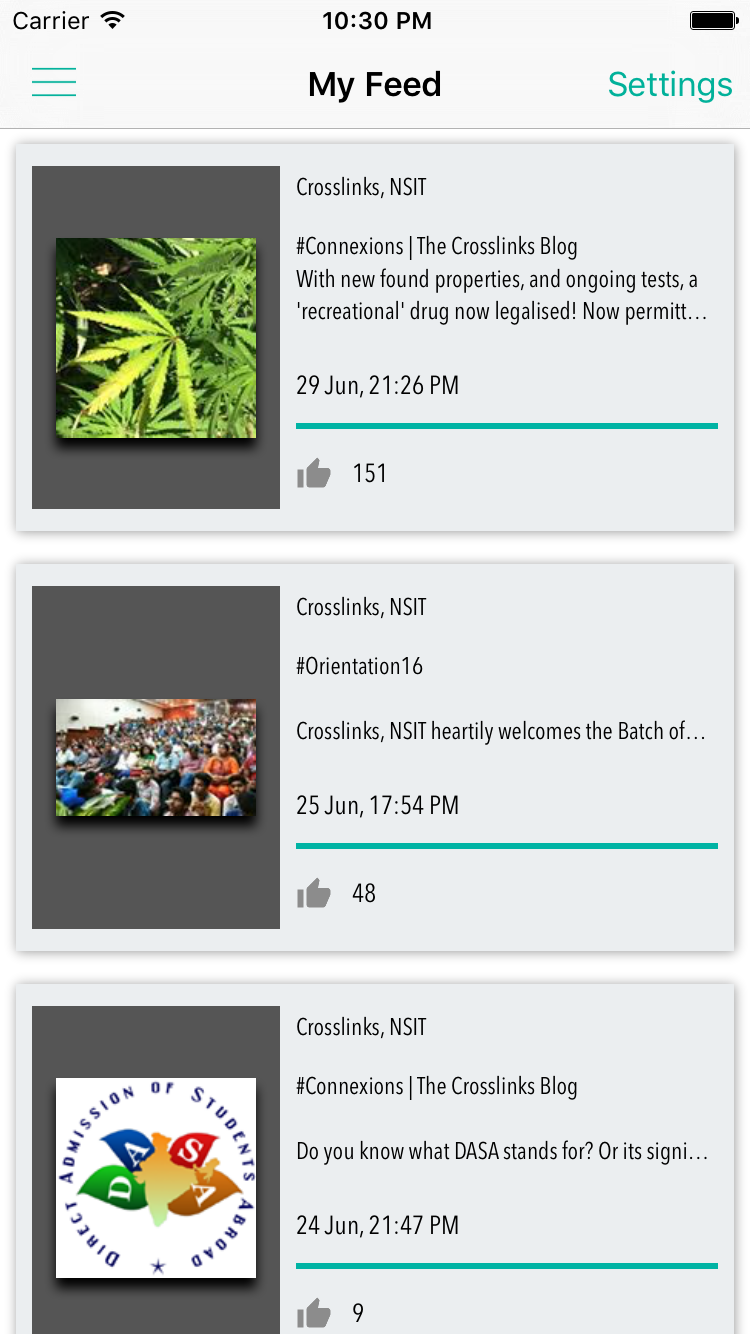 Carrier 10:30 PM
My Feed Settings
Crosslinks, NSIT
#Connexions | The Crosslinks Blog
With new found properties, and ongoing tests, a
'recreational' drug now legalised! Now permitt…
29 Jun, 21:26 PM
151
Crosslinks, NSIT
#Orientation16
Crosslinks, NSIT heartily welcomes the Batch of…
25 Jun, 17:54 PM
48
Crosslinks, NSIT
#Connexions | The Crosslinks Blog
Do you know what DASA stands for? Or its signi…
DIRECT ADMISSION OF STUDENTS ABROAD
DASA
24 Jun, 21:47 PM
9